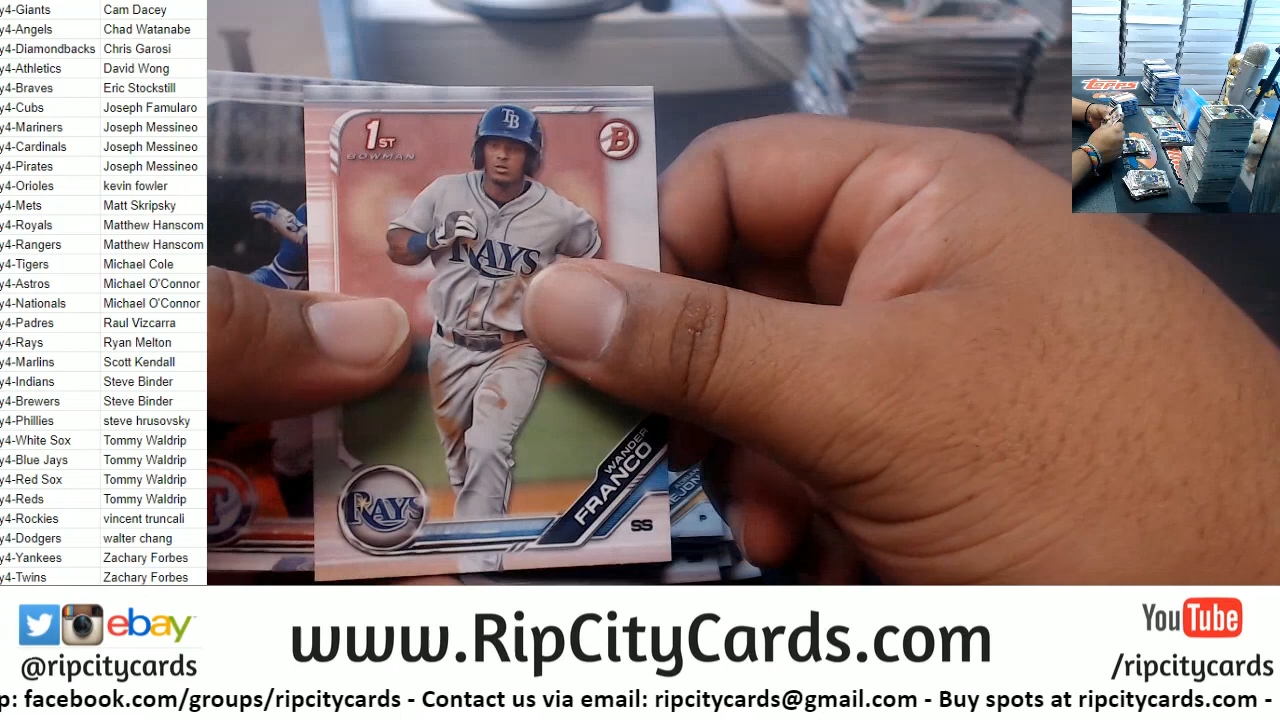 y4-Giants Cam Dacey
y4-Angels Chad Watanabe
y4-Diamondbacks Chris Garosi
y4-Athletics David Wong
y4-Braves Eric Stockstill
y4-Cubs Joseph Famularo
y4-Mariners Joseph Messineo
y4-Cardinals Joseph Messineo
y4-Pirates Joseph Messineo
y4-Orioles kevin fowler
y4-Mets Matt Skripsky
y4-Royals Matthew Hanscom
y4-Rangers Matthew Hanscom
y4-Tigers Michael Cole
y4-Astros Michael O'Connor
y4-Nationals Michael O'Connor
y4-Padres Raul Vizcarra
y4-Rays Ryan Melton
y4-Marlins Scott Kendall
y4-Indians Steve Binder
y4-Brewers Steve Binder
y4-Phillies steve hrusovsky
y4-White Sox Tommy Waldrip
y4-Blue Jays Tommy Waldrip
y4-Red Sox Tommy Waldrip
y4-Reds Tommy Waldrip
y4-Rockies vincent truncali
y4-Dodgers walter chang
y4-Yankees Zachary Forbes
y4-Twins Zachary Forbes
1ST
BOWMAN
B
TB
RAYS
RAYS
WANDER
FRANCO
SS
Topps
ebay
@ripcitycards
www.RipCityCards.com
YouTube
/ripcitycards
p: facebook.com/groups/ripcitycards - Contact us via email: ripcitycards@gmail.com - Buy spots at ripcitycards.com -